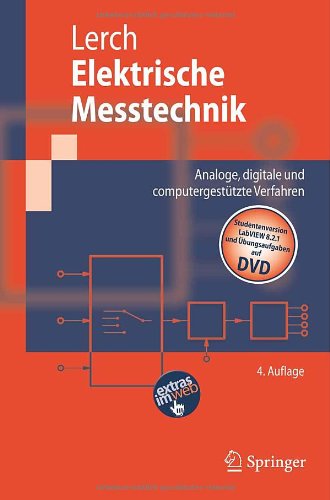 Lerch
Elektrische
Messtechnik
Analoge, digitale und
computergestützte Verfahren
Studentenversion
LabVIEW 8.2.1
und Übungsaufgaben
auf
DVD
4. Auflage
extras
im web
Springer